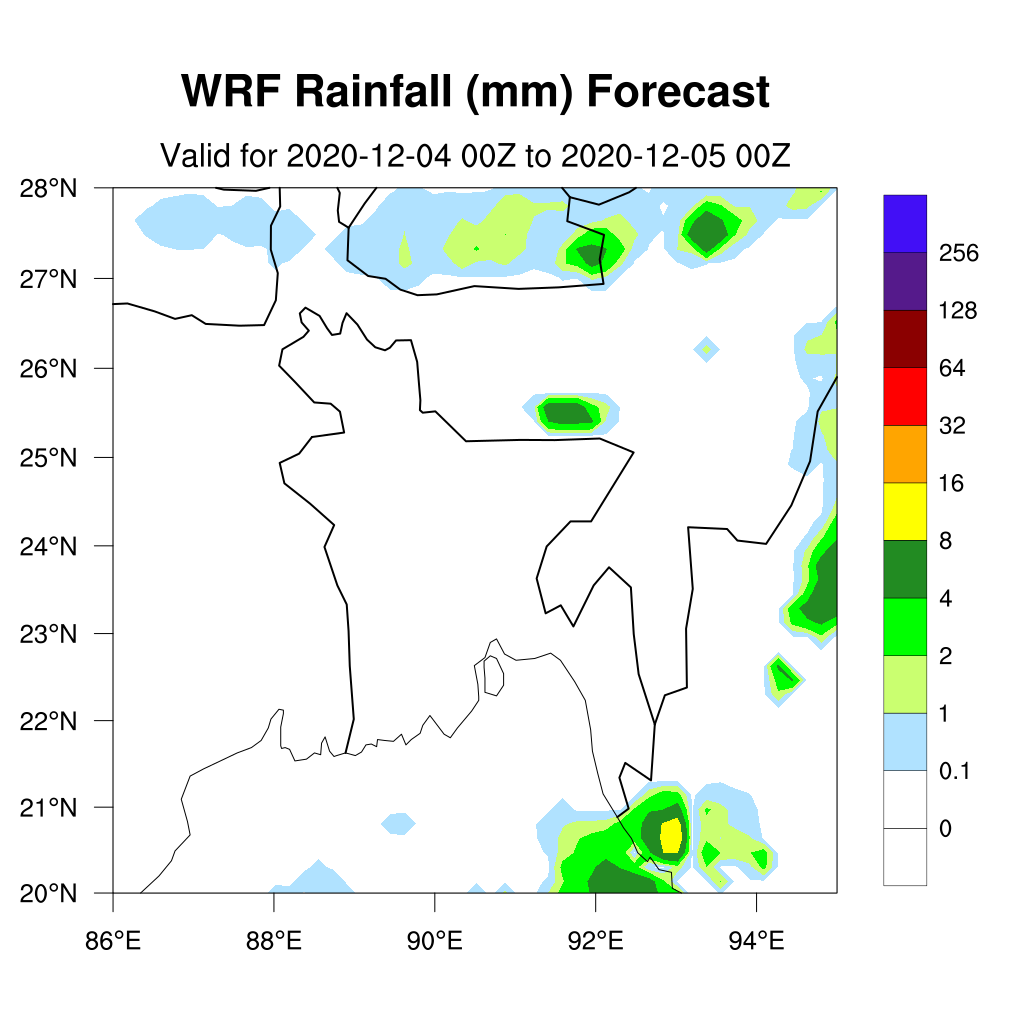 WRF Rainfall (mm) Forecast
Valid for 2020-12-04 00Z to 2020-12-05 00Z
28°N
27°N
26°N
25°N
24°N
23°N
22°N
21°N
20°N
86°E 88°E 90°E 92°E 94°E
256
128
64
32
16
8
4
2
1
0.1
0